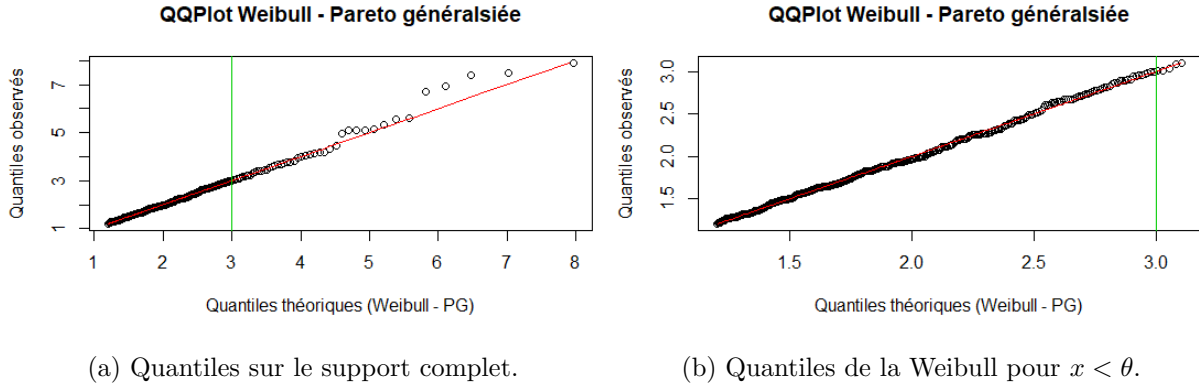 QQPlot Weibull - Pareto généralsiée
Quantiles observés
7
5
3
1
1 2 3 4 5 6 7 8
Quantiles théoriques (Weibull - PG)
(a) Quantiles sur le support complet.
QQPlot Weibull - Pareto généralsiée
Quantiles observés
3.0
2.5
2.0
1.5
1.5 2.0 2.5 3.0
Quantiles théoriques (Weibull - PG)
(b) Quantiles de la Weibull pour x < θ.